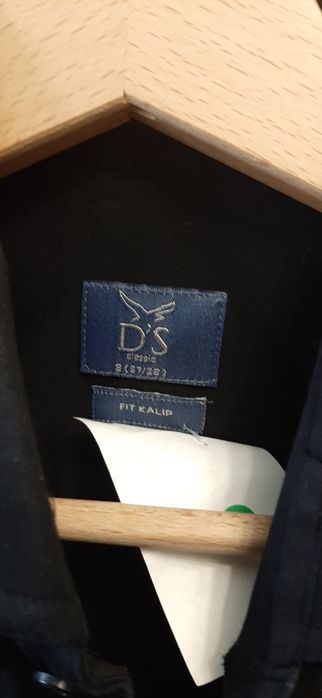 D'S
classic
S (37/38)
FIT KALIP